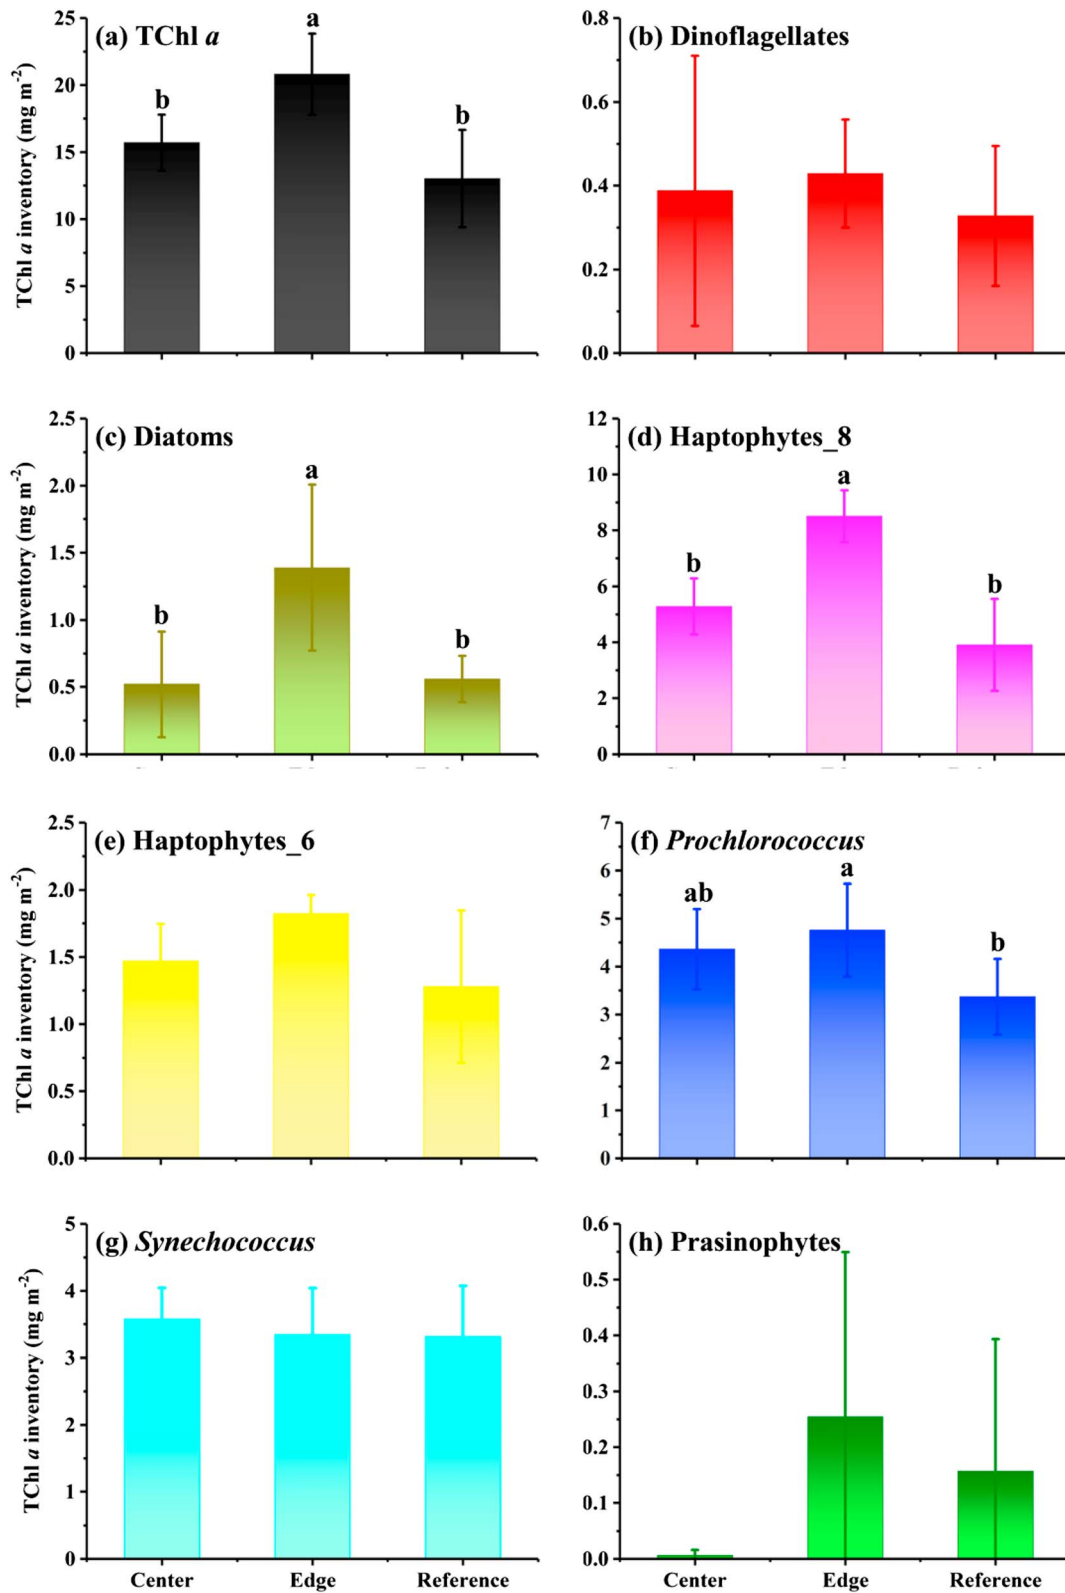 (a) TChl a
TChl a inventory (mg m-2)
25
20
15
10
5
0
b
a
b
(b) Dinoflagellates
0.8
0.6
0.4
0.2
0.0
(c) Diatoms
TChl a inventory (mg m-2)
2.5
2.0
1.5
1.0
0.5
0.0
b
a
b
(d) Haptophytes_8
12
10
8
6
4
2
0
b
a
b
(e) Haptophytes_6
TChl a inventory (mg m-2)
2.5
2.0
1.5
1.0
0.5
0.0
(f) Prochlorococcus
7
6
5
4
3
2
1
0
ab
a
b
(g) Synechococcus
TChl a inventory (mg m-2)
5
4
3
2
1
0
Center Edge Reference
(h) Prasinophytes
0.6
0.5
0.4
0.3
0.2
0.1
0.0
Center Edge Reference